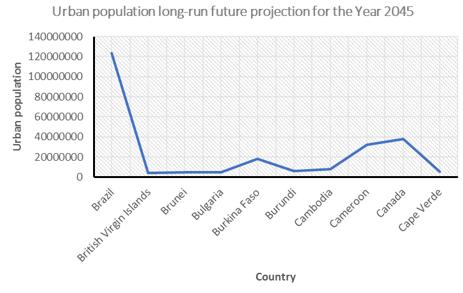 Urban population long-run future projection for the Year 2045
Urban population
140000000
120000000
100000000
80000000
60000000
40000000
20000000
0
Brazil
British Virgin Islands
Brunei
Bulgaria
Burkina Faso
Burundi
Cambodia
Cameroon
Canada
Cape Verde
Country